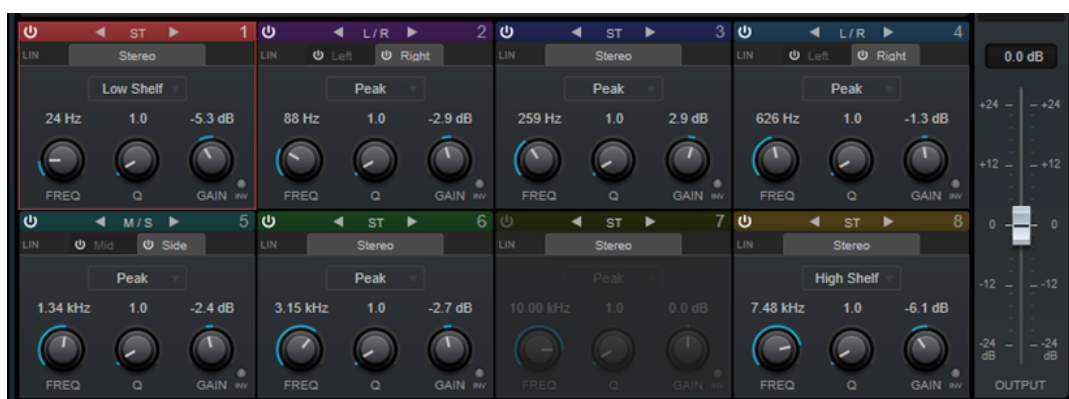 ST 1 L/R 2 ST 3 L/R 4
LIN Stereo LIN Left Right LIN Stereo LIN Left Right
0.0 dB
Low Shelf Peak Peak Peak
24 Hz 1.0 -5.3 dB 88 Hz 1.0 -2.9 dB 259 Hz 1.0 2.9 dB 626 Hz 1.0 -1.3 dB
+24 +24
+12 +12
FREQ Q GAIN INV FREQ Q GAIN INV FREQ Q GAIN INV FREQ Q GAIN INV
M/S 5 ST 6 ST 7 ST 8
0 0
LIN Mid Side LIN Stereo LIN Stereo LIN Stereo
Peak Peak Peak High Shelf
-12 -12
1.34 kHz 1.0 -2.4 dB 3.15 kHz 1.0 -2.7 dB 10.00 kHz 1.0 0.0 dB 7.48 kHz 1.0 -6.1 dB
-24 -24
dB dB
FREQ Q GAIN INV FREQ Q GAIN INV FREQ Q GAIN INV FREQ Q GAIN INV
OUTPUT